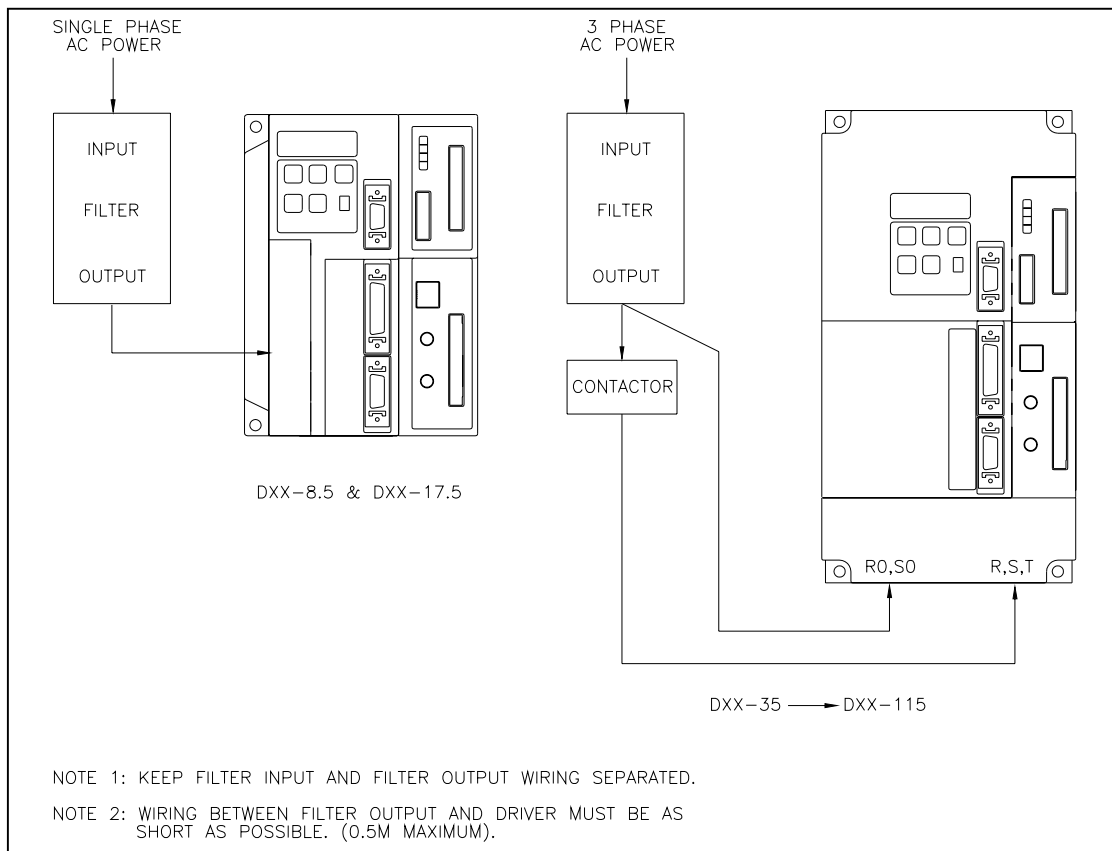 SINGLE PHASE
AC POWER
INPUT
FILTER
OUTPUT
DXX-8.5 & DXX-17.5
3 PHASE
AC POWER
INPUT
FILTER
OUTPUT
CONTACTOR
R0,S0
R,S,T
DXX-35 DXX-115
NOTE 1: KEEP FILTER INPUT AND FILTER OUTPUT WIRING SEPARATED.
NOTE 2: WIRING BETWEEN FILTER OUTPUT AND DRIVER MUST BE AS
SHORT AS POSSIBLE. (0.5M MAXIMUM).